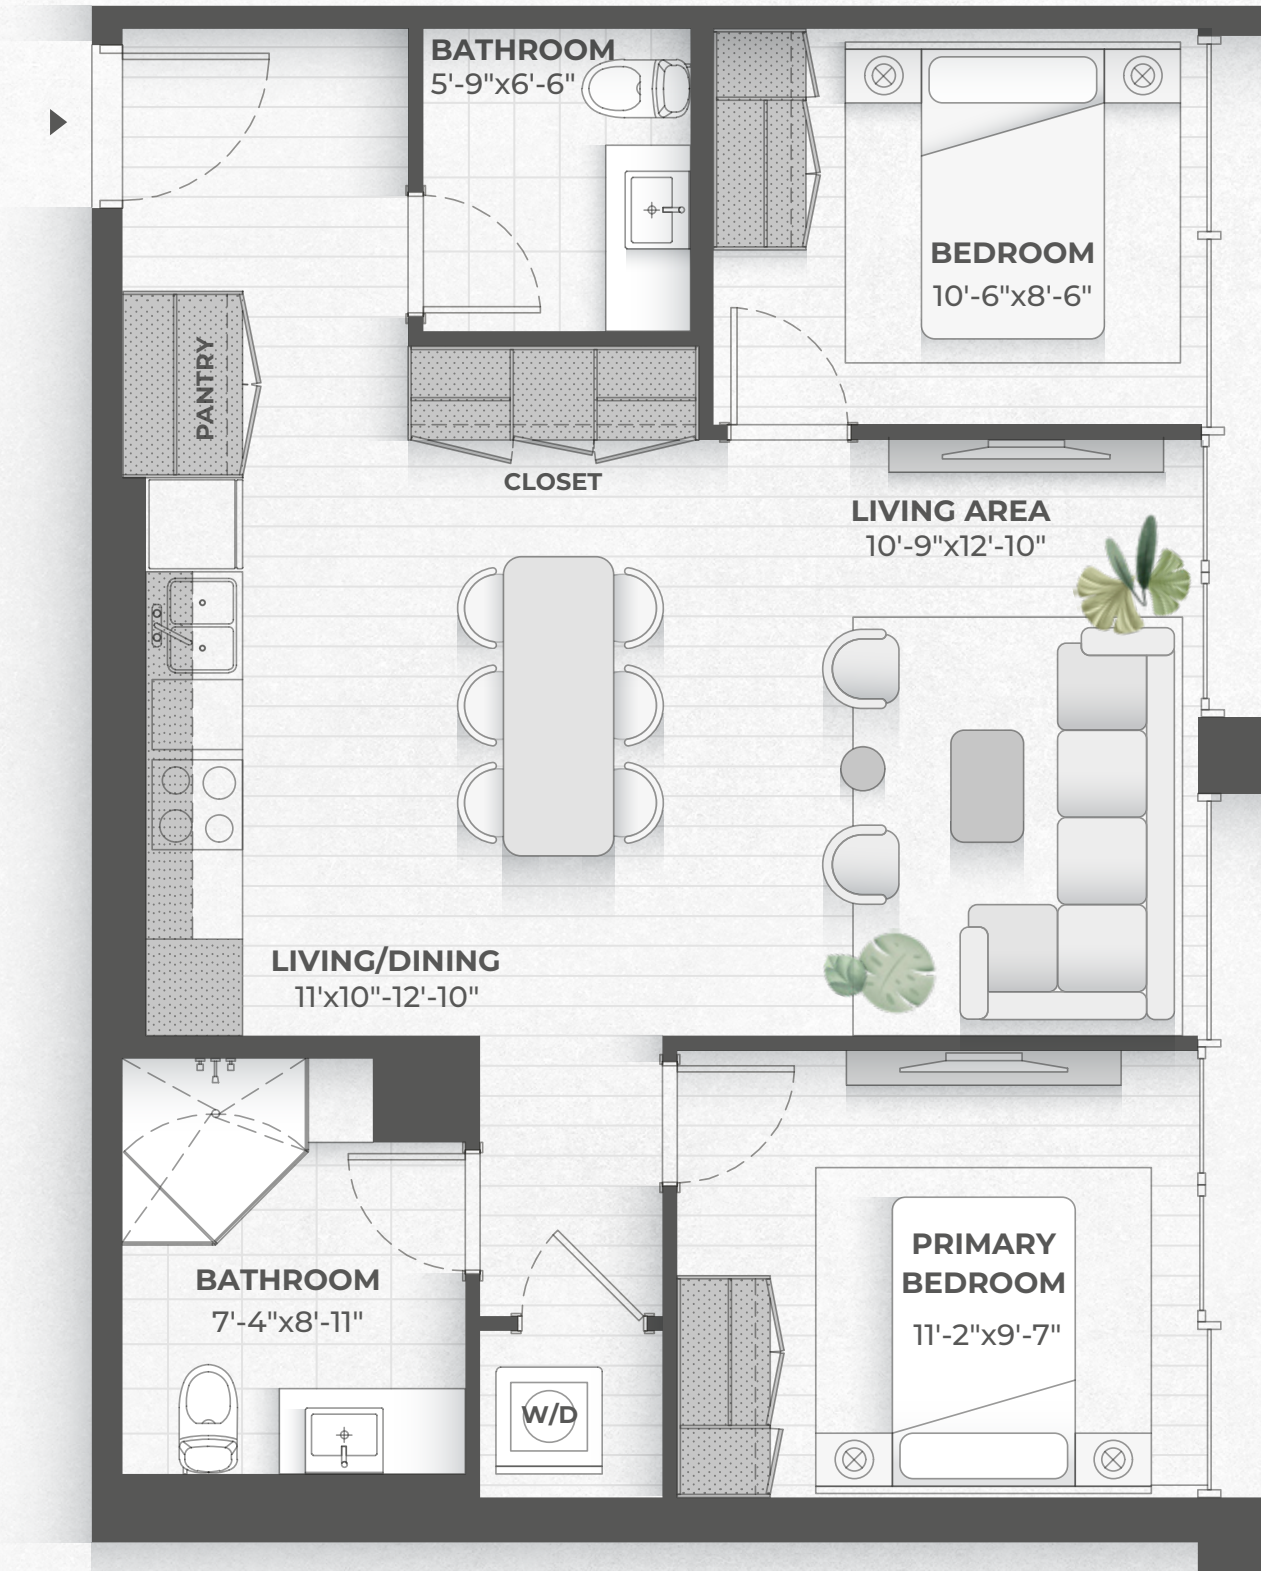 BATHROOM
5'-9"x6'-6"
BEDROOM
10'-6"x8'-6"
PANTRY
CLOSET
LIVING AREA
10'-9"x12'-10"
LIVING/DINING
11'x10"-12'-10"
BATHROOM
7'-4"x8'-11"
PRIMARY
BEDROOM
11'-2"x9'-7"
W/D